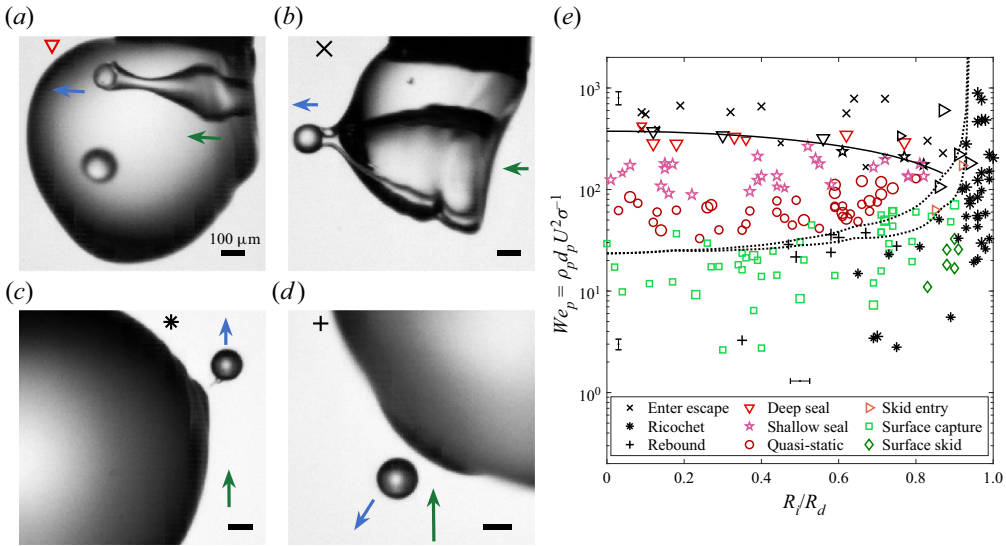 (a)
(b)
100 μm
(c)
(d)
(e)
We_p = ρ_p d_p U² σ⁻¹
10³
10²
10¹
10⁰
Enter escape
Deep seal
Skid entry
Ricochet
Shallow seal
Surface capture
Rebound
Quasi-static
Surface skid
0
0.2
0.4
0.6
0.8
1.0
R_i/R_d